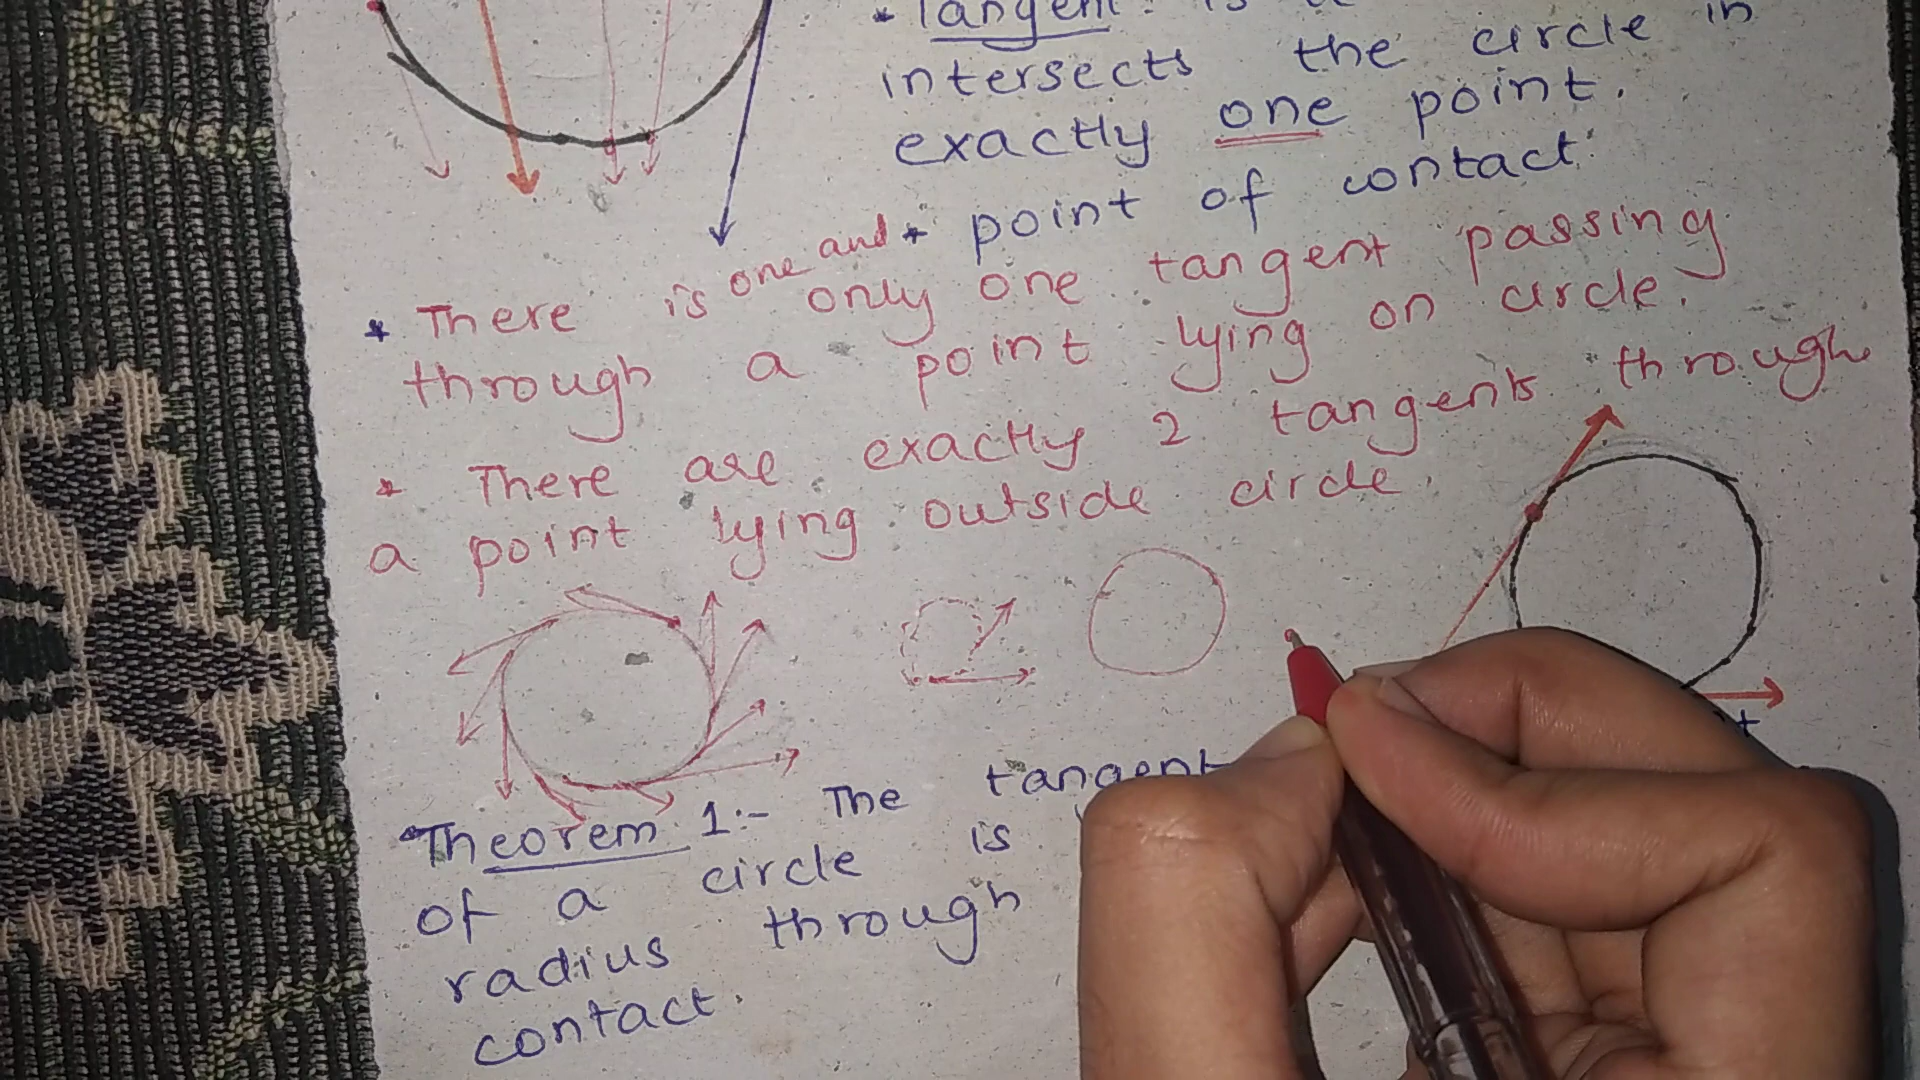 * Tangent: is a
intersects the circle in
exactly one point.
* point of contact
* There is one and only one tangent passing
through a point lying on circle.
* There are exactly 2 tangents through
a point lying outside circle.
Theorem 1:- The tangent
of a circle is
radius through
contact.